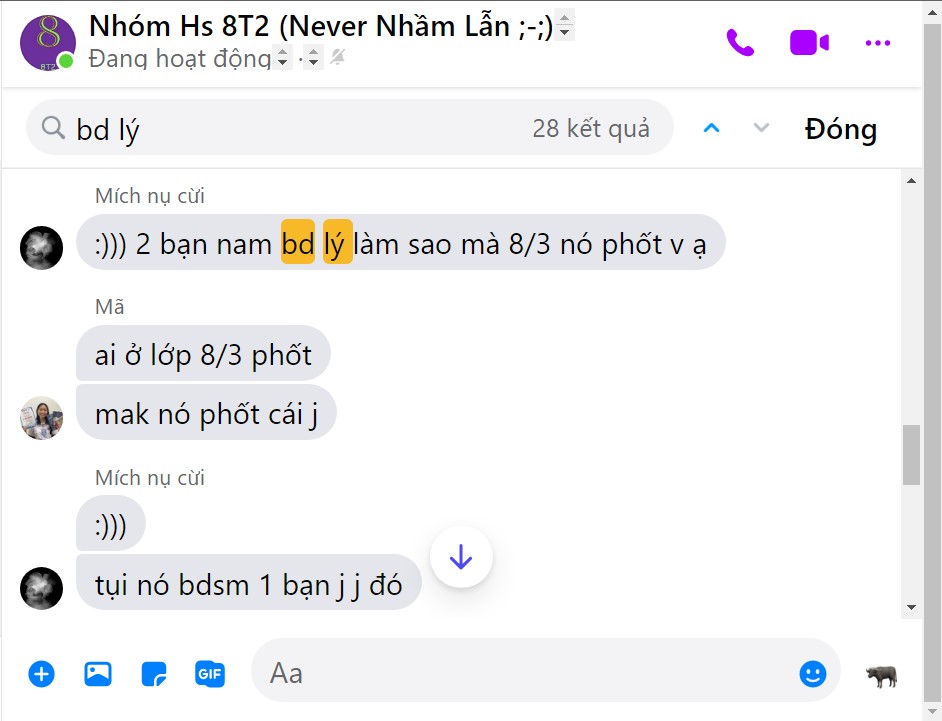 Nhóm Hs 8T2 (Never Nhầm Lẫn ;-;)
Đang hoạt động ·
8
8T2
bd lý
28 kết quả
Đóng
Mích nụ cừi
:))) 2 bạn nam bd lý làm sao mà 8/3 nó phốt v ạ
Mã
ai ở lớp 8/3 phốt
mak nó phốt cái j
Mích nụ cừi
:)))
tụi nó bdsm 1 bạn j j đó
GIF
Aa